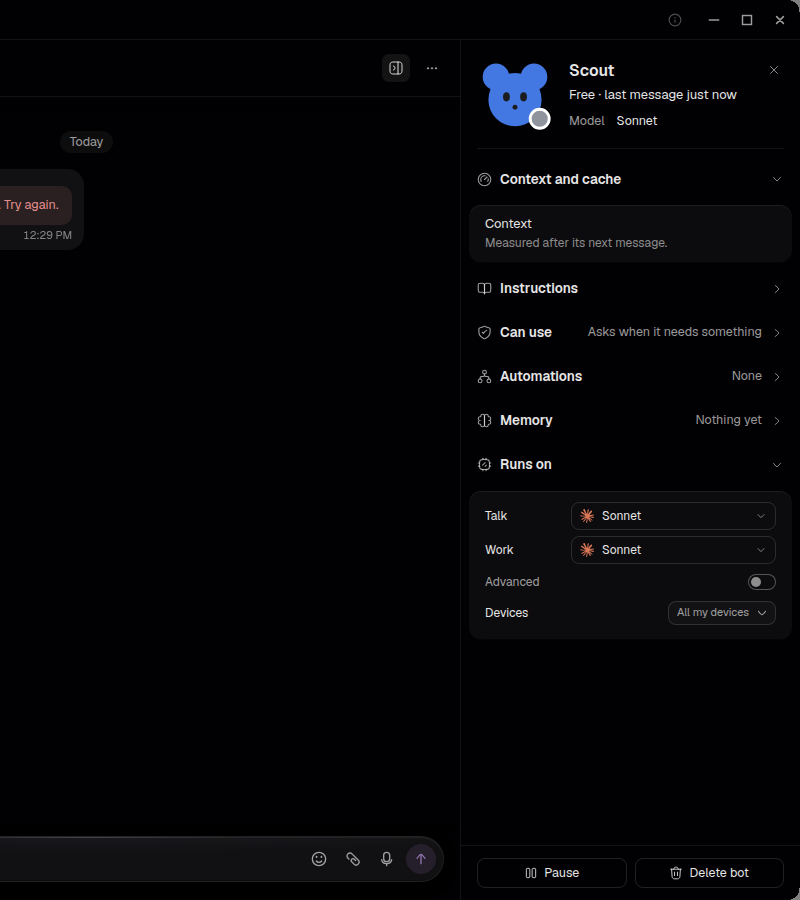 Scout
Free · last message just now
Model Sonnet
Today
Try again.
12:29 PM
Context and cache
Context
Measured after its next message.
Instructions
Can use Asks when it needs something
Automations None
Memory Nothing yet
Runs on
Talk Sonnet
Work Sonnet
Advanced
Devices All my devices
Pause Delete bot